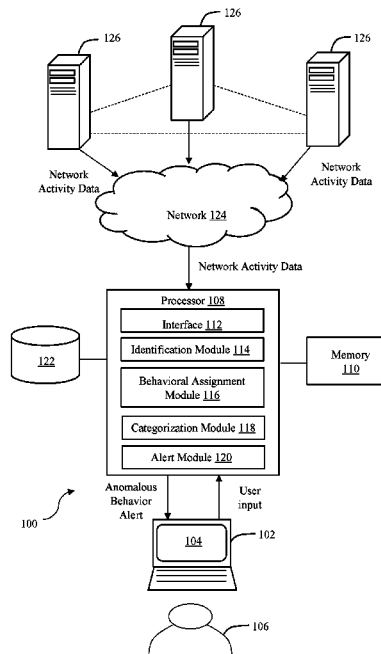 126
126
126
Network
Activity Data
Network
Activity Data
Network 124
Network Activity Data
Processor 108
Interface 112
Identification Module 114
Behavioral Assignment
Module 116
Categorization Module 118
Alert Module 120
122
Memory
110
Anomalous
Behavior
Alert
User
input
100
104
102
106